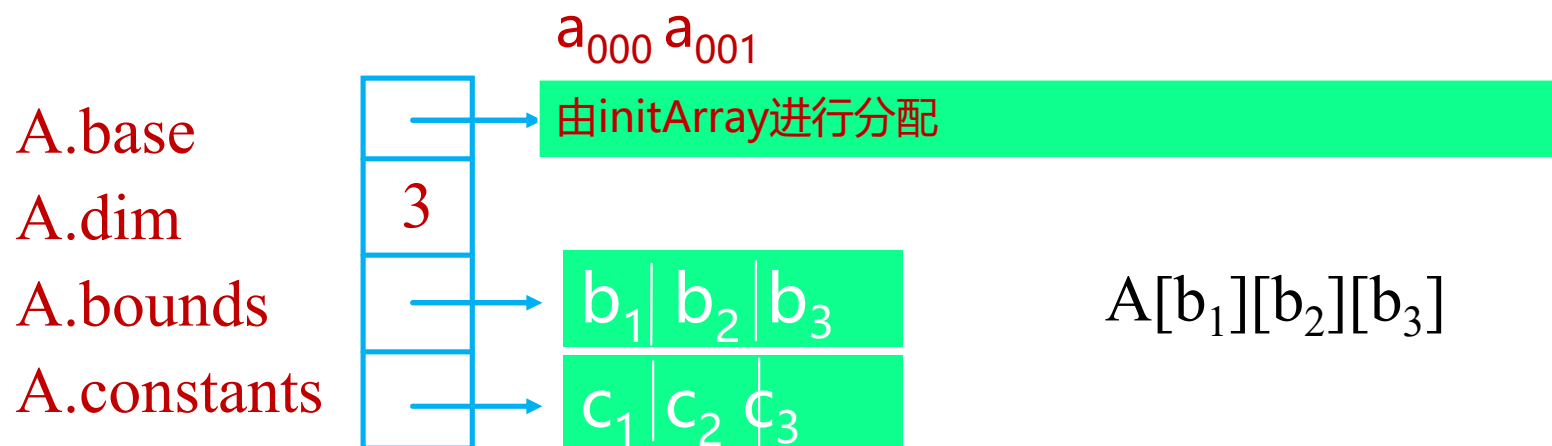 a₀₀₀ a₀₀₁
由initArray进行分配
A.base
A.dim
3
A.bounds
b₁ b₂ b₃
A[b₁][b₂][b₃]
A.constants
c₁ c₂ c₃